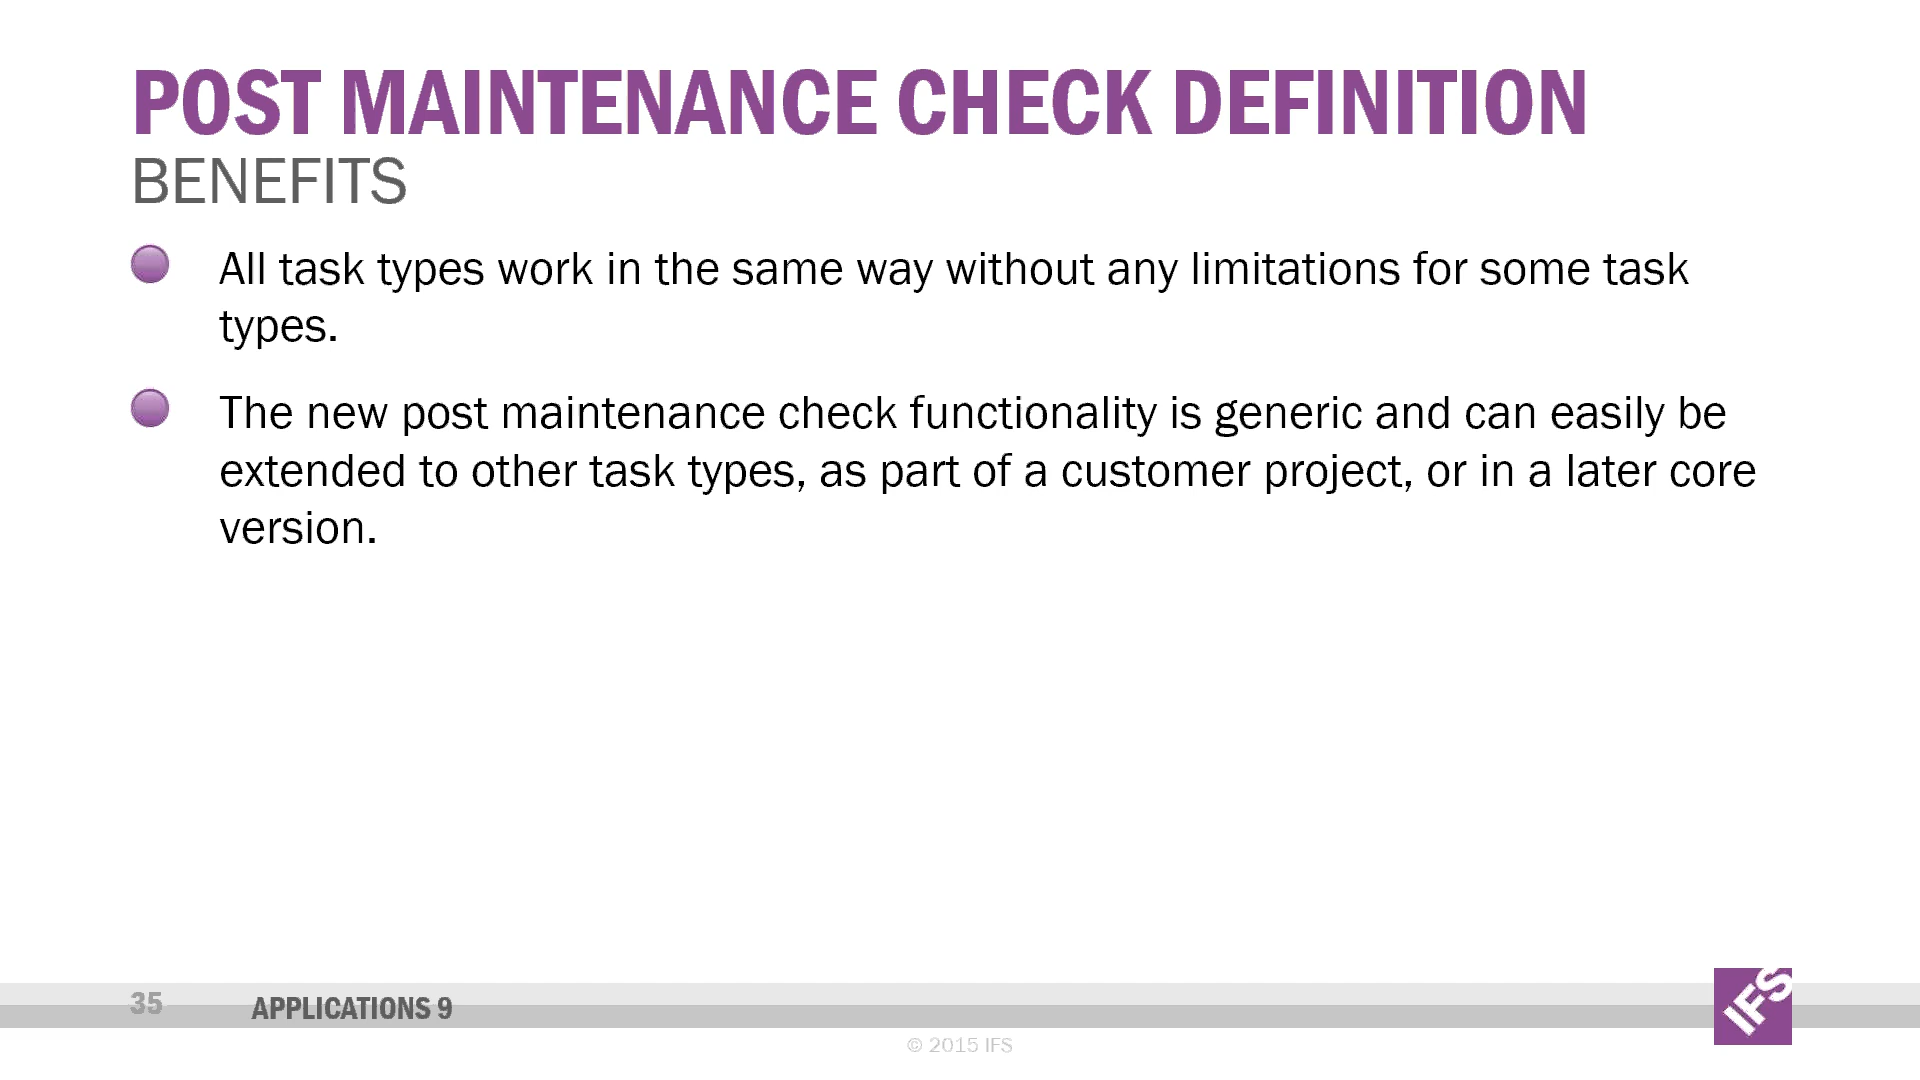 POST MAINTENANCE CHECK DEFINITION
BENEFITS
All task types work in the same way without any limitations for some task
types.
The new post maintenance check functionality is generic and can easily be
extended to other task types, as part of a customer project, or in a later core
version.
35
APPLICATIONS 9
IFS
© 2015 IFS